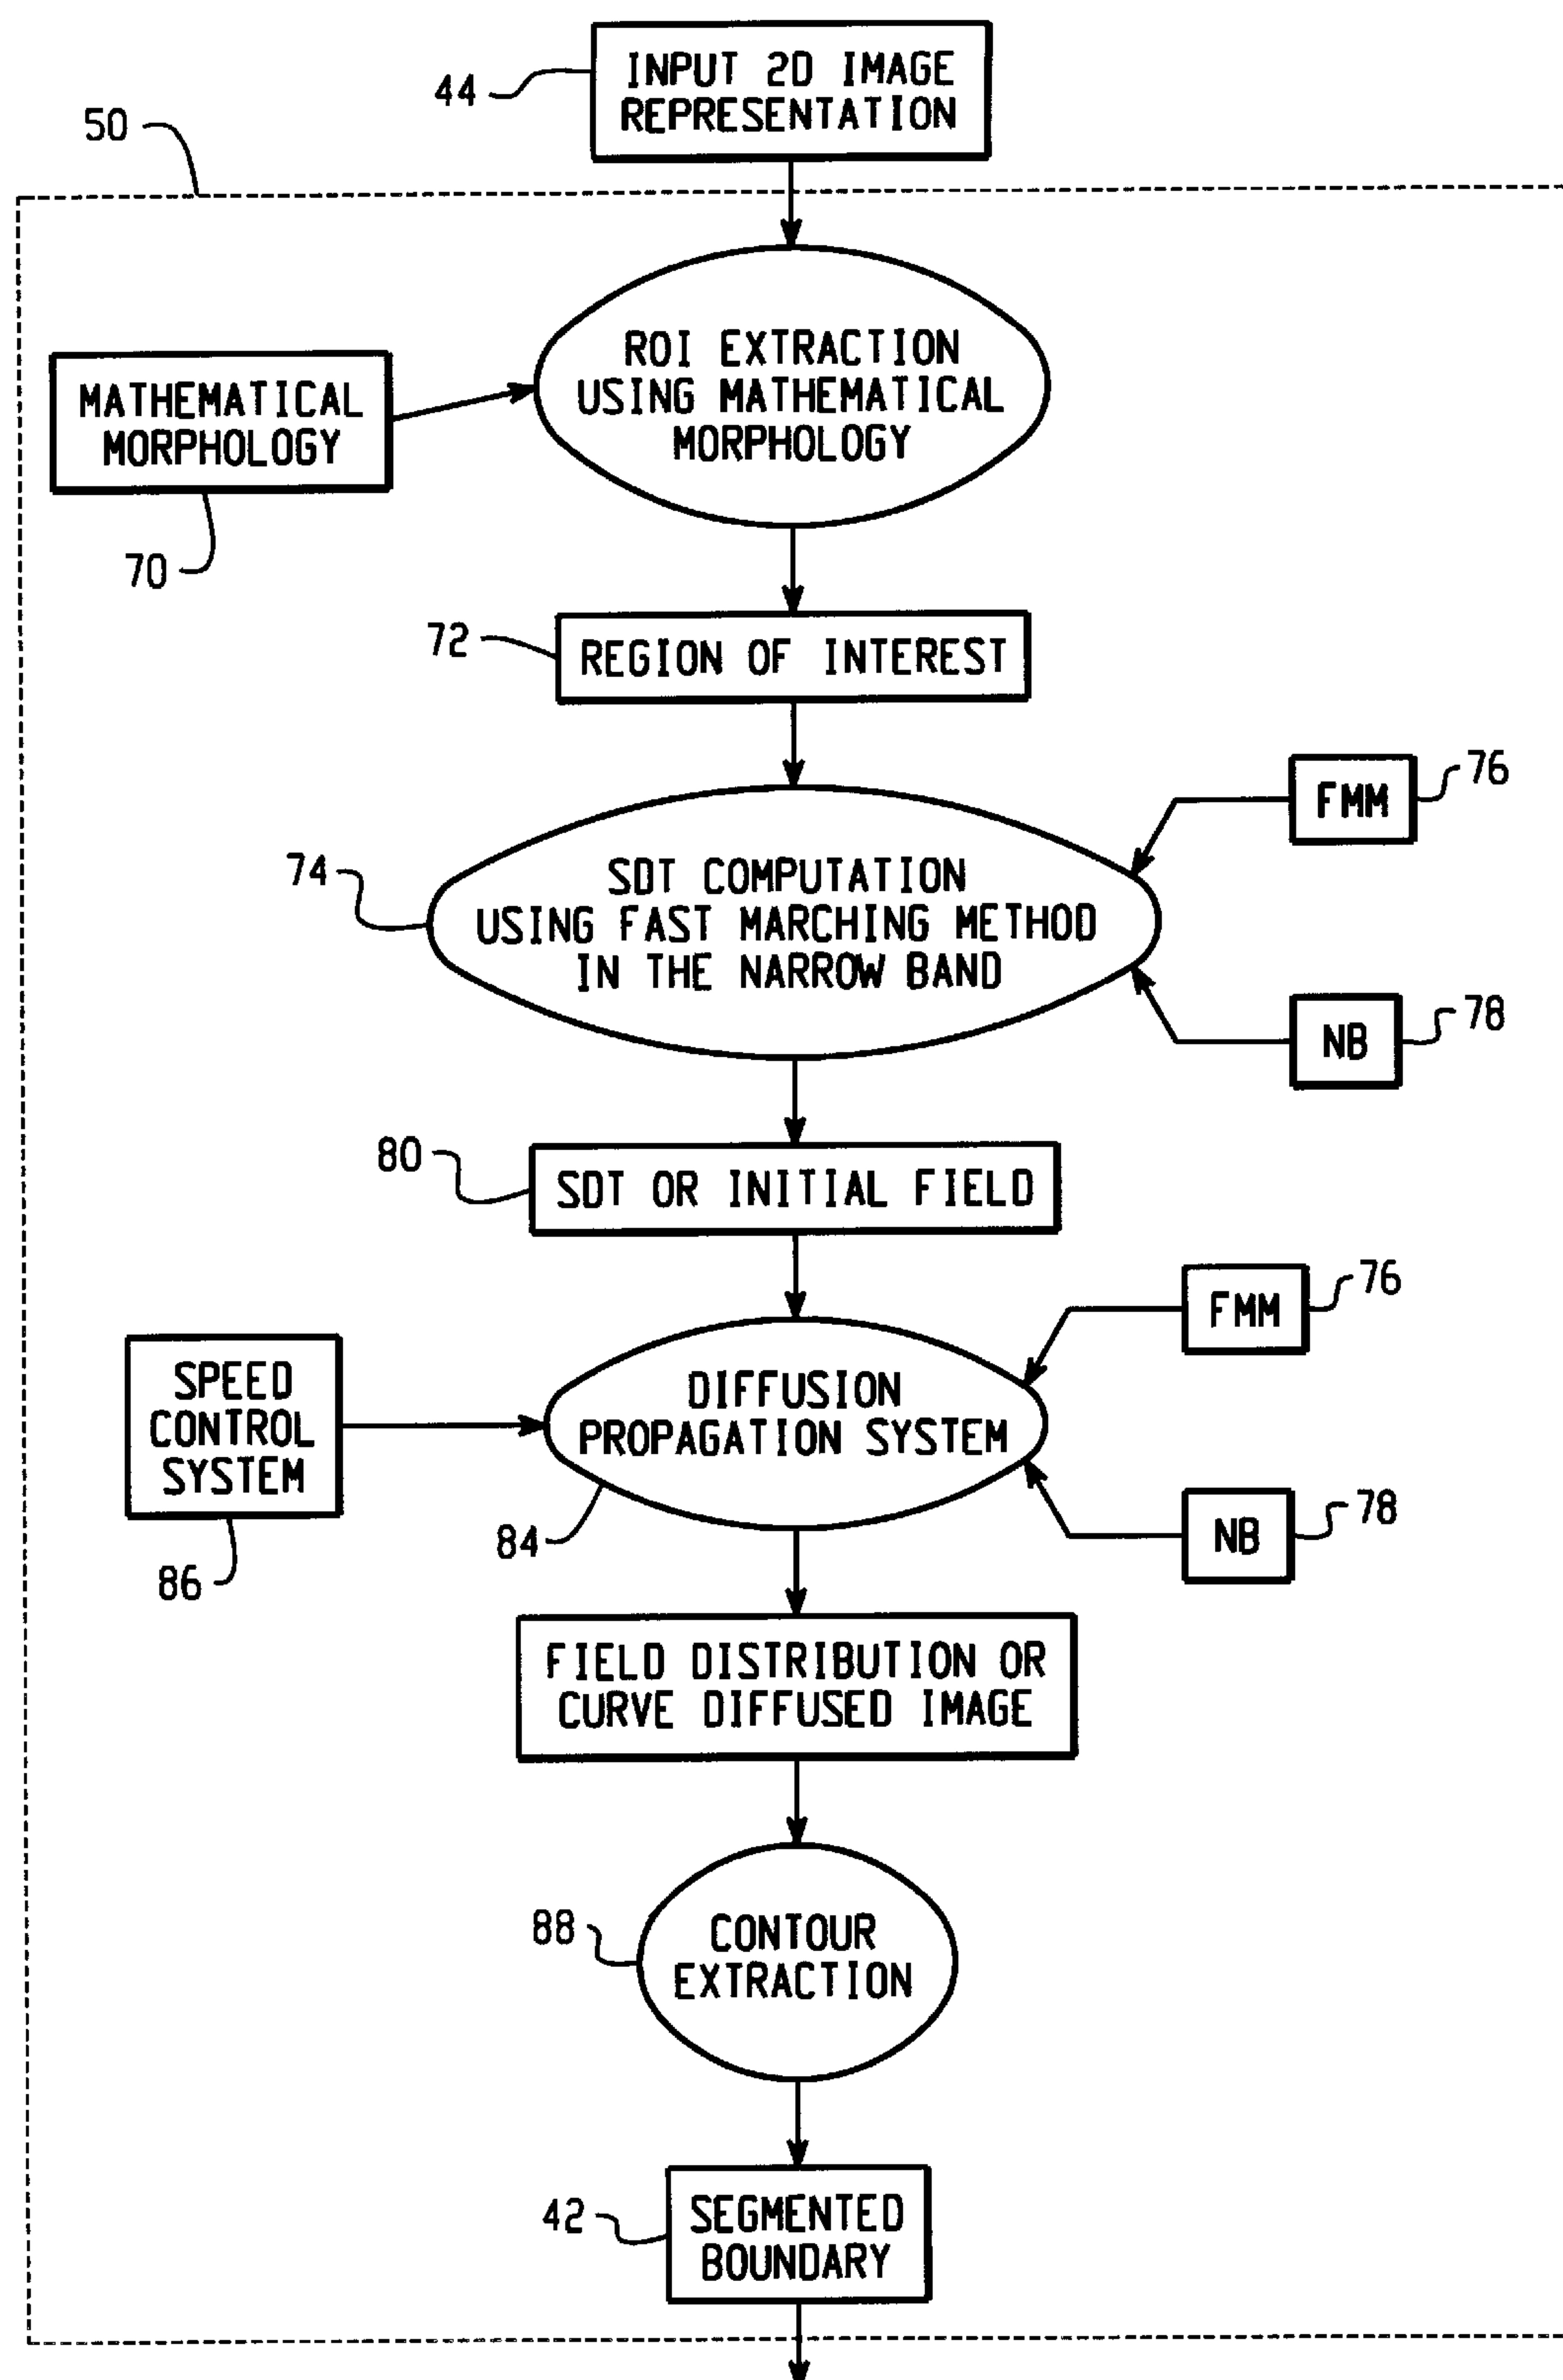 INPUT 2D IMAGE
REPRESENTATION
44
50
ROI EXTRACTION
USING MATHEMATICAL
MORPHOLOGY
MATHEMATICAL
MORPHOLOGY
70
72
REGION OF INTEREST
FMM
76
74
SDT COMPUTATION
USING FAST MARCHING METHOD
IN THE NARROW BAND
NB
78
80
SDT OR INITIAL FIELD
FMM
76
SPEED
CONTROL
SYSTEM
86
DIFFUSION
PROPAGATION SYSTEM
84
NB
78
FIELD DISTRIBUTION OR
CURVE DIFFUSED IMAGE
88
CONTOUR
EXTRACTION
42
SEGMENTED
BOUNDARY